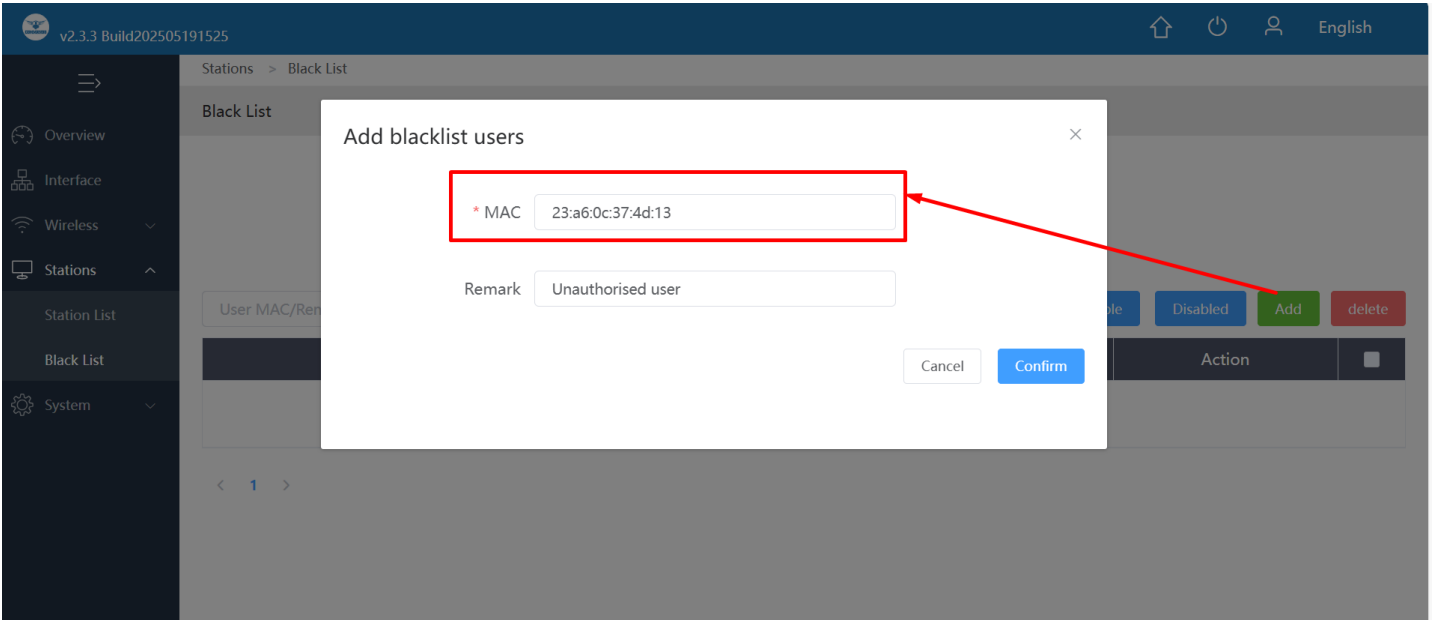 v2.3.3 Build202505191525
English
Stations > Black List
Black List
Overview
Interface
Wireless
Stations
Station List
Black List
System
Add blacklist users
* MAC 23:a6:0c:37:4d:13
Remark Unauthorised user
Cancel Confirm
User MAC/Rem
Disabled Add delete
Action
< 1 >